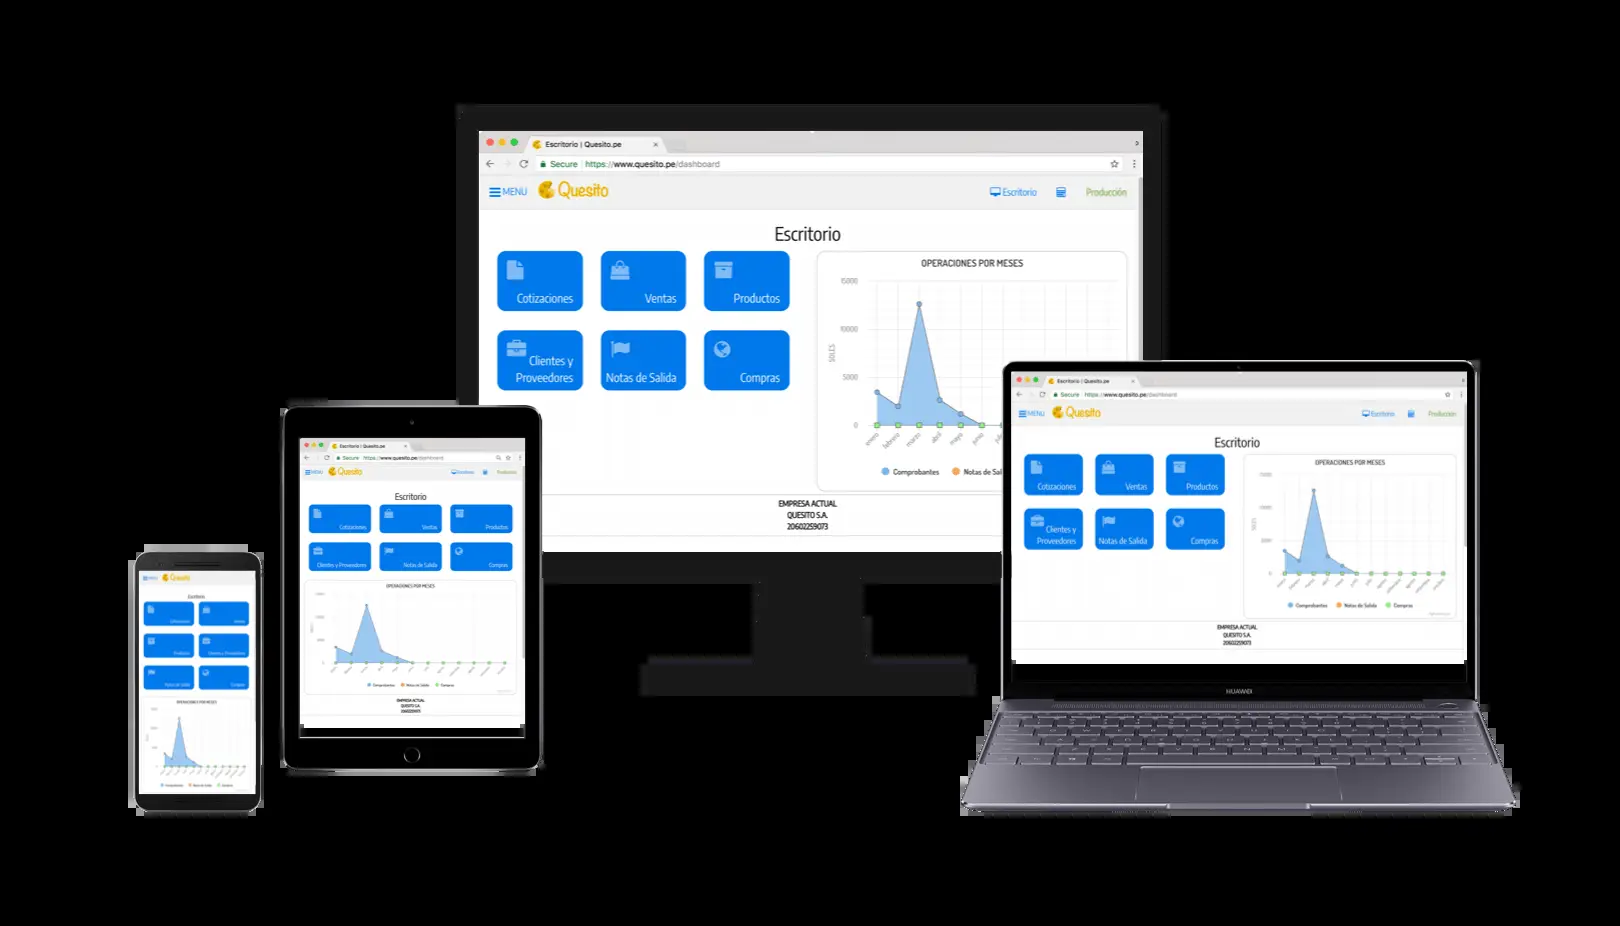 Escritorio | Quesito.pe
Secure https://www.quesito.pe/dashboard
MENU Quesito Escritorio Producción
Escritorio
Cotizaciones Ventas Productos
Clientes y Proveedores Notas de Salida Compras
OPERACIONES POR MESES
15000
10000
5000
0
SOLES
enero febrero marzo abril mayo junio
Comprobantes Notas de Sal
EMPRESA ACTUAL
QUESITO S.A.
20602259073
Escritorio | Quesito.pe
Secure https://www.quesito.pe/dashboard
MENU Quesito Escritorio Producción
Escritorio
Cotizaciones Ventas Productos
Clientes y Proveedores Notas de Salida Compras
OPERACIONES POR MESES
15000
10000
5000
0
Comprobantes Notas de Salida Compras
EMPRESA ACTUAL
QUESITO S.A.
20602259073
HUAWEI
Escritorio | Quesito.pe
Secure https://www.quesito.pe/dashboard
MENU Quesito Escritorio Producción
Escritorio
Cotizaciones Ventas Productos
Clientes y Proveedores Notas de Salida Compras
OPERACIONES POR MESES
Comprobantes Notas de Salida Compras
EMPRESA ACTUAL
QUESITO S.A.
20602259073
MENU Quesito
Escritorio
Productos Clientes y Proveedores
Notas de Salida Compras
OPERACIONES POR MESES